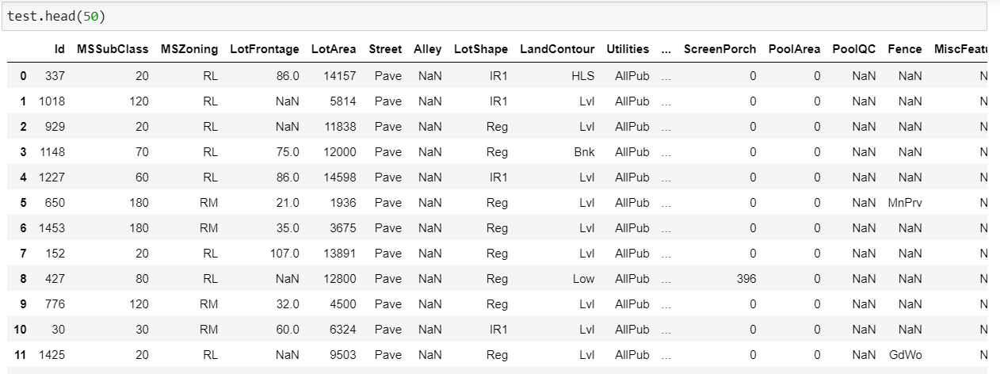 test.head(50)
Id MSSubClass MSZoning LotFrontage LotArea Street Alley LotShape LandContour Utilities ... ScreenPorch PoolArea PoolQC Fence MiscFeatu
0 337 20 RL 86.0 14157 Pave NaN IR1 HLS AllPub ... 0 0 NaN NaN N
1 1018 120 RL NaN 5814 Pave NaN IR1 Lvl AllPub ... 0 0 NaN NaN N
2 929 20 RL NaN 11838 Pave NaN Reg Lvl AllPub ... 0 0 NaN NaN N
3 1148 70 RL 75.0 12000 Pave NaN Reg Bnk AllPub ... 0 0 NaN NaN N
4 1227 60 RL 86.0 14598 Pave NaN IR1 Lvl AllPub ... 0 0 NaN NaN N
5 650 180 RM 21.0 1936 Pave NaN Reg Lvl AllPub ... 0 0 NaN MnPrv N
6 1453 180 RM 35.0 3675 Pave NaN Reg Lvl AllPub ... 0 0 NaN NaN N
7 152 20 RL 107.0 13891 Pave NaN Reg Lvl AllPub ... 0 0 NaN NaN N
8 427 80 RL NaN 12800 Pave NaN Reg Low AllPub ... 396 0 NaN NaN N
9 776 120 RM 32.0 4500 Pave NaN Reg Lvl AllPub ... 0 0 NaN NaN N
10 30 30 RM 60.0 6324 Pave NaN IR1 Lvl AllPub ... 0 0 NaN NaN N
11 1425 20 RL NaN 9503 Pave NaN Reg Lvl AllPub ... 0 0 NaN GdWo N